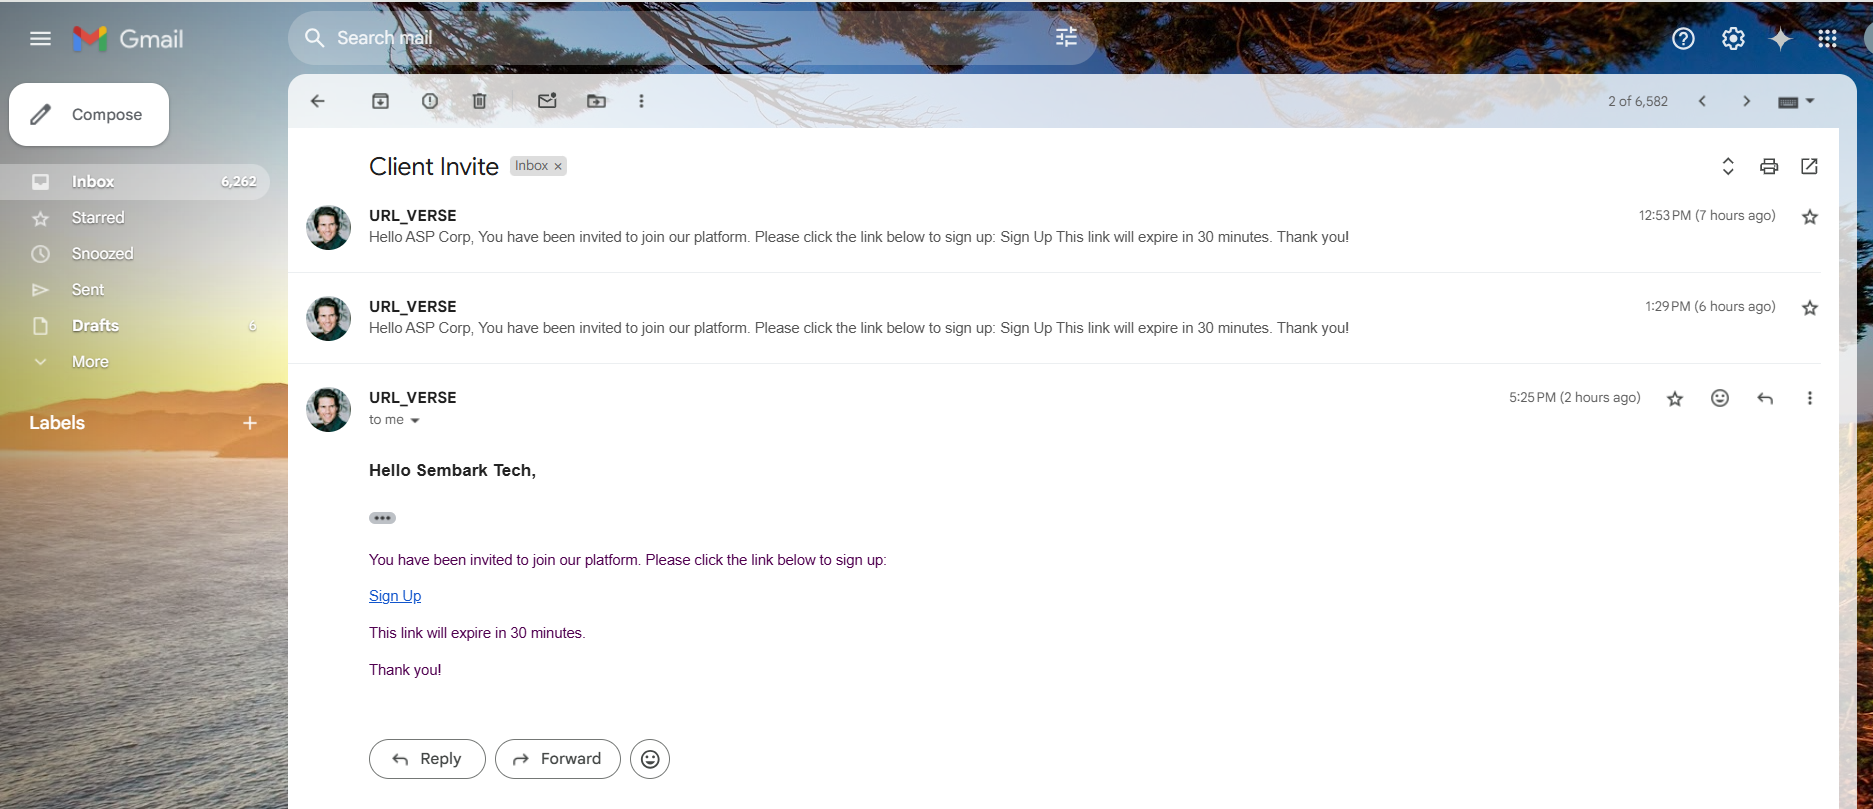 Gmail
Search mail
Compose
2 of 6,582
Inbox 6,262
Starred
Snoozed
Sent
Drafts 6
More
Labels
Client Invite Inbox ×
URL_VERSE 12:53 PM (7 hours ago)
Hello ASP Corp, You have been invited to join our platform. Please click the link below to sign up: Sign Up This link will expire in 30 minutes. Thank you!
URL_VERSE 1:29 PM (6 hours ago)
Hello ASP Corp, You have been invited to join our platform. Please click the link below to sign up: Sign Up This link will expire in 30 minutes. Thank you!
URL_VERSE 5:25 PM (2 hours ago)
to me
Hello Sembark Tech,
You have been invited to join our platform. Please click the link below to sign up:
Sign Up
This link will expire in 30 minutes.
Thank you!
Reply Forward